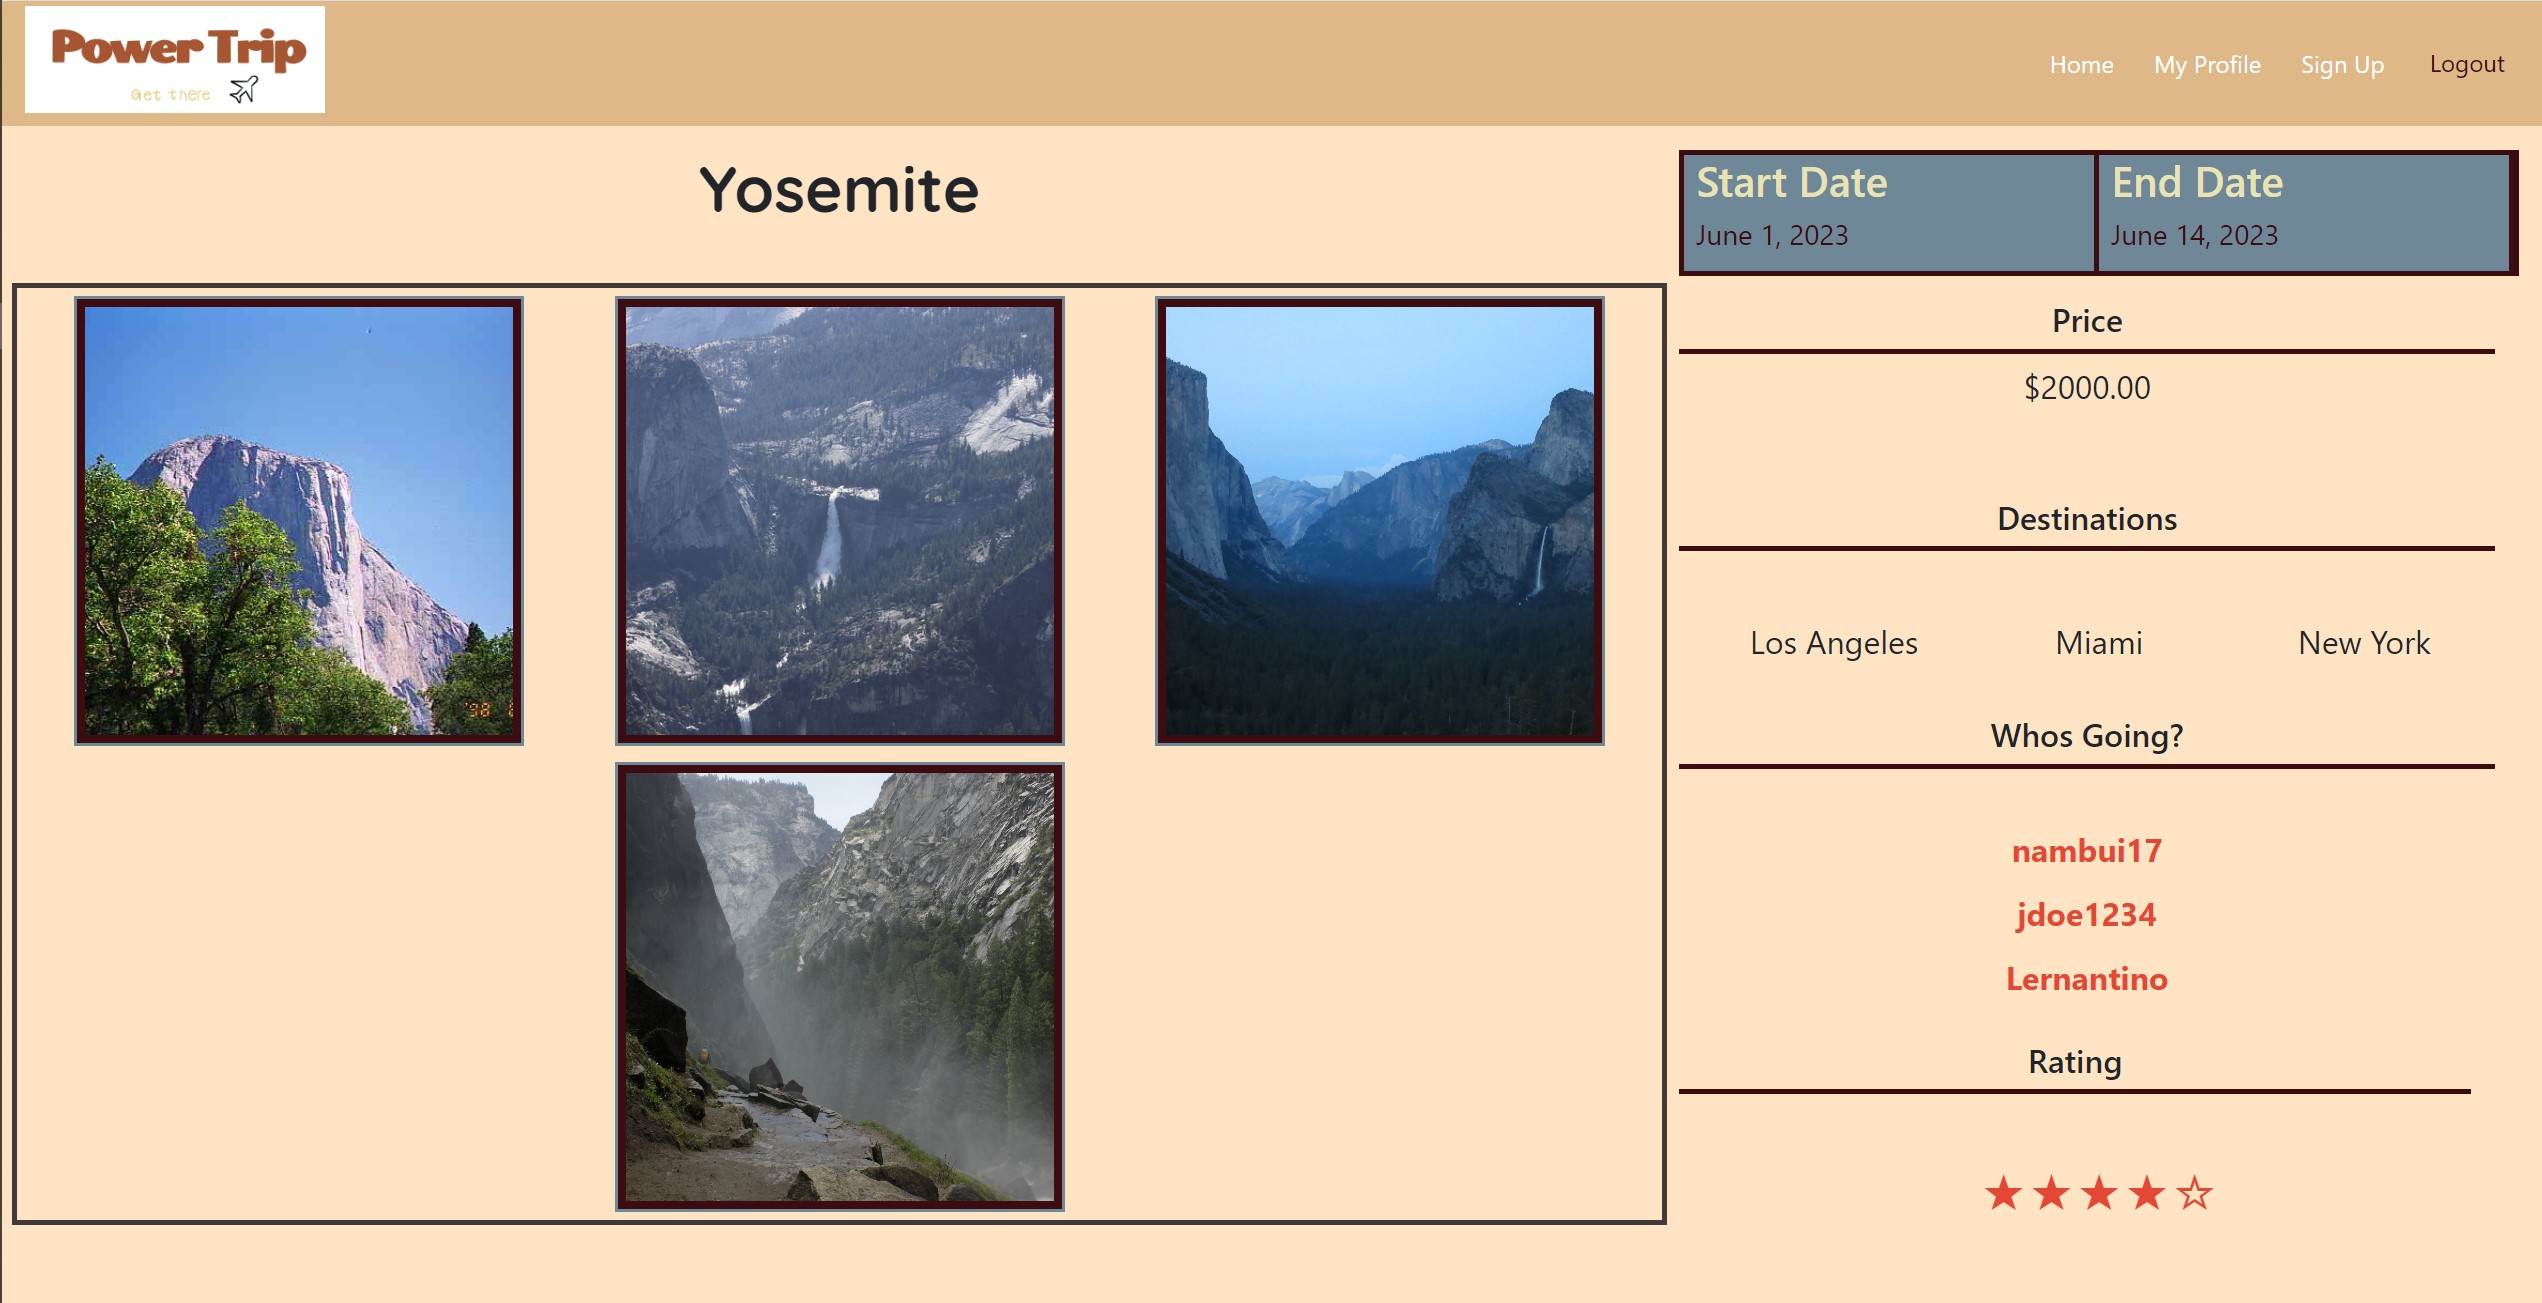 Power Trip
Get there
Home My Profile Sign Up Logout
Yosemite
Start Date
June 1, 2023
End Date
June 14, 2023
Price
$2000.00
Destinations
Los Angeles Miami New York
Whos Going?
nambui17
jdoe1234
Lernantino
Rating
'98